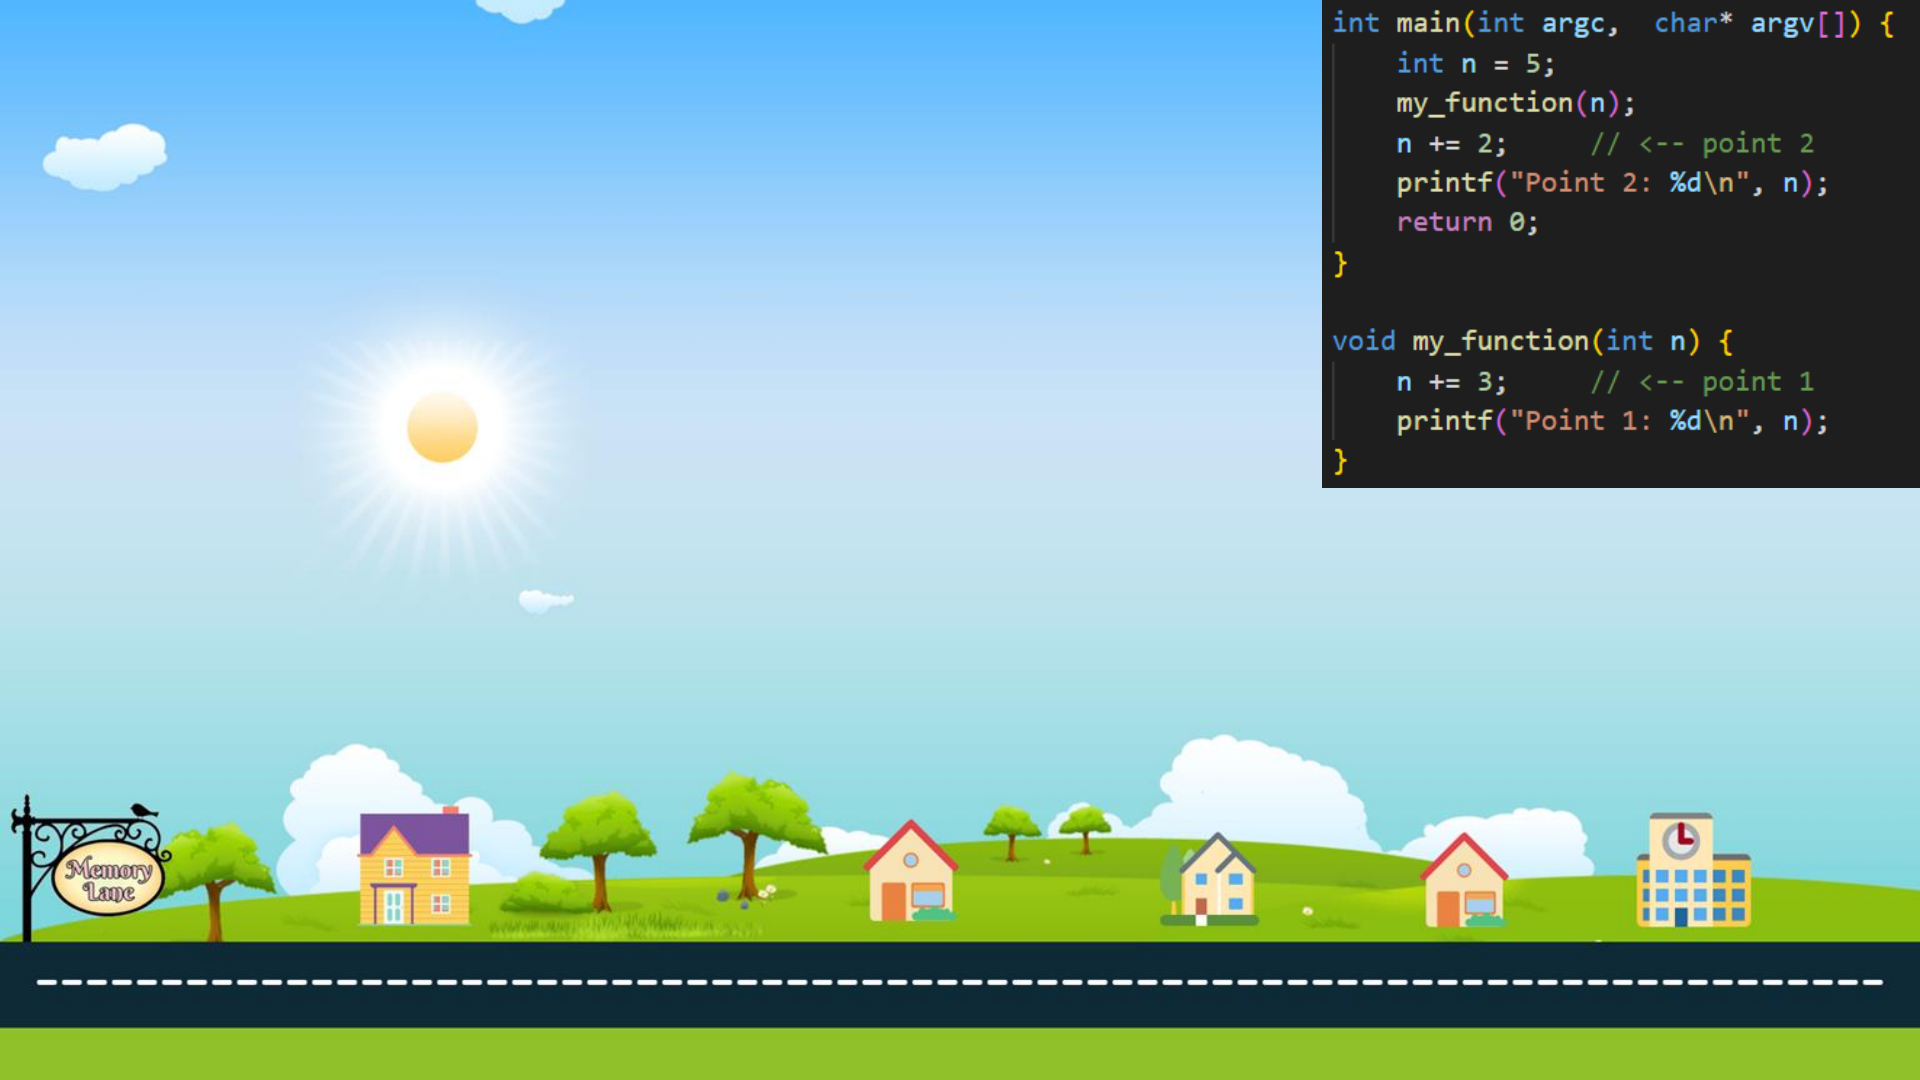 int main(int argc,  char* argv[]) {
    int n = 5;
    my_function(n);
    n += 2;     // <-- point 2
    printf("Point 2: %d\n", n);
    return 0;
}

void my_function(int n) {
    n += 3;     // <-- point 1
    printf("Point 1: %d\n", n);
}
Memory
Lane